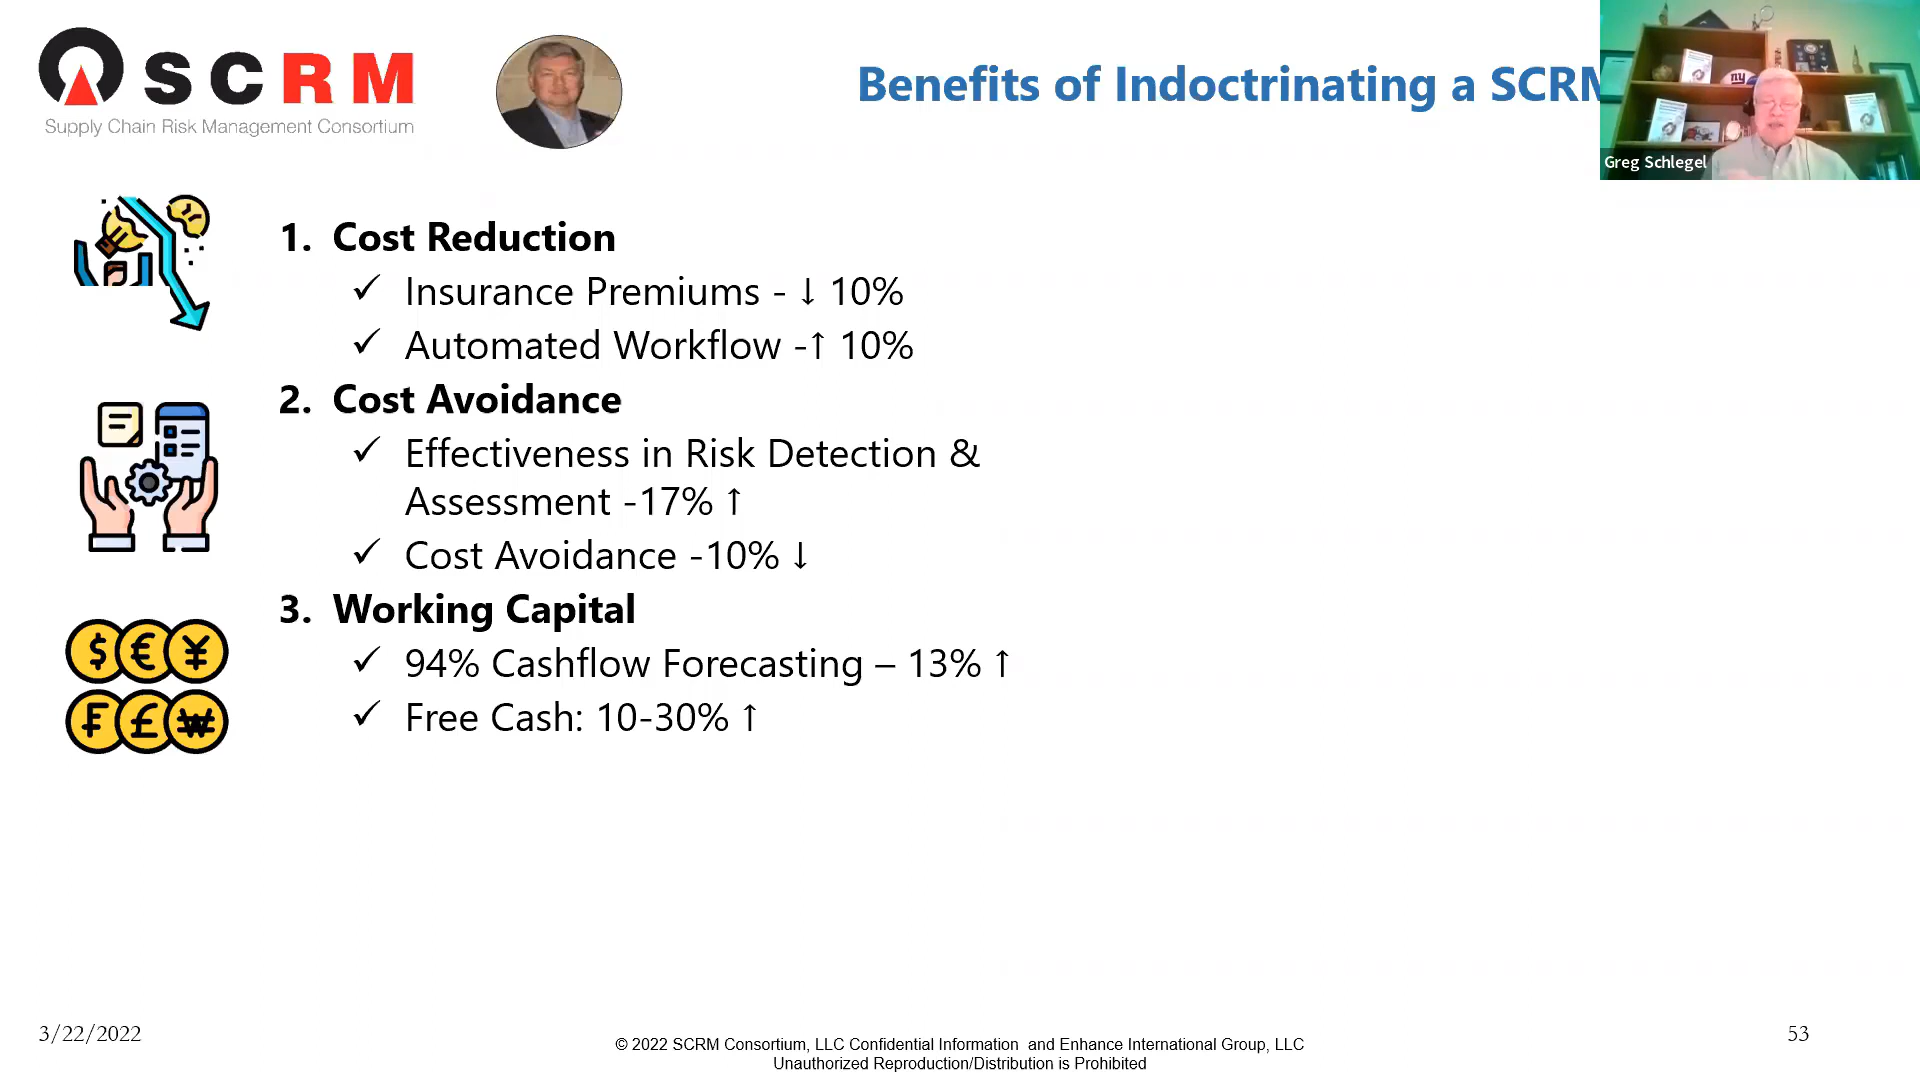 SCRM
Supply Chain Risk Management Consortium
Benefits of Indoctrinating a SCRM
ny
Greg Schlegel
1. Cost Reduction
✓ Insurance Premiums - ↓ 10%
✓ Automated Workflow -↑ 10%
2. Cost Avoidance
✓ Effectiveness in Risk Detection &
Assessment -17% ↑
✓ Cost Avoidance -10% ↓
3. Working Capital
✓ 94% Cashflow Forecasting – 13% ↑
✓ Free Cash: 10-30% ↑
$ € ¥
₣ £ ₩
3/22/2022
© 2022 SCRM Consortium, LLC Confidential Information and Enhance International Group, LLC
Unauthorized Reproduction/Distribution is Prohibited
53